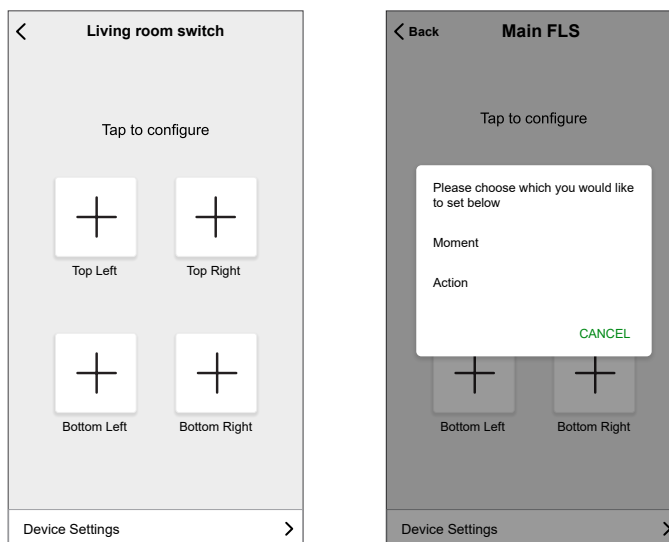 Living room switch
Tap to configure
Top Left
Top Right
Bottom Left
Bottom Right
Device Settings
Back
Main FLS
Tap to configure
Please choose which you would like
to set below
Moment
Action
CANCEL
Bottom Left
Bottom Right
Device Settings